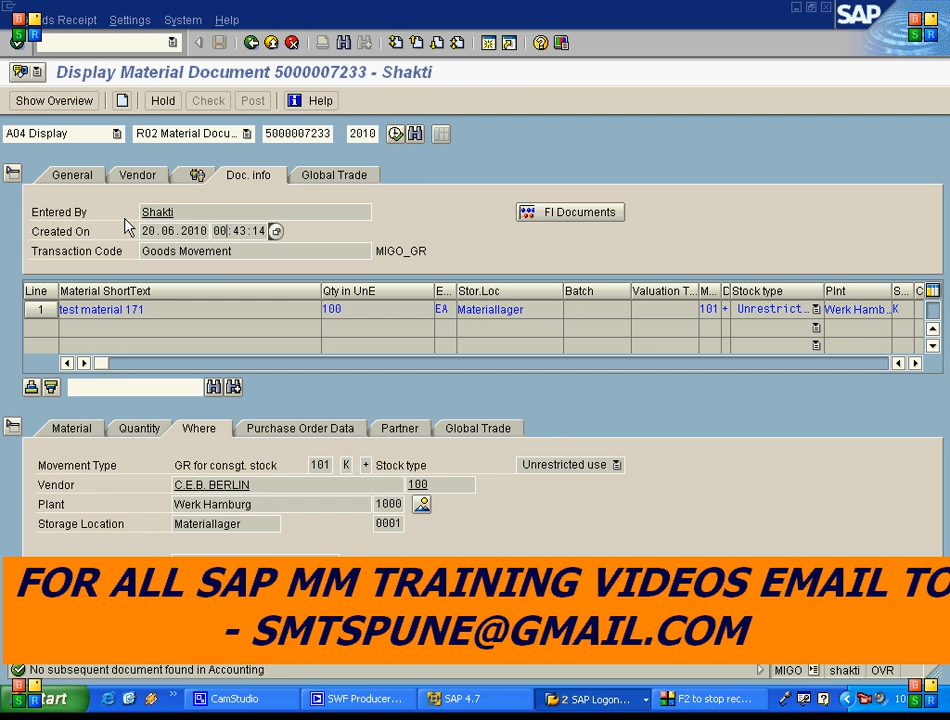 ds Receipt Settings System Help
SAP
Display Material Document 5000007233 - Shakti
Show Overview Hold Check Post Help
A04 Display R02 Material Docu... 5000007233 2010
General Vendor Doc. info Global Trade
Entered By Shakti FI Documents
Created On 20.06.2010 00:43:14
Transaction Code Goods Movement MIGO_GR
Line Material ShortText Qty in UnE E... Stor.Loc Batch Valuation T... M... D Stock type Plnt S... C
1 test material 171 100 EA Materiallager 101 + Unrestrict... Werk Hamb... K
Material Quantity Where Purchase Order Data Partner Global Trade
Movement Type GR for consgt. stock 101 K + Stock type Unrestricted use
Vendor C.E.B. BERLIN 100
Plant Werk Hamburg 1000
Storage Location Materiallager 0001
FOR ALL SAP MM TRAINING VIDEOS EMAIL TO
- SMTSPUNE@GMAIL.COM
No subsequent document found in Accounting MIGO shakti OVR
tart CamStudio SWF Producer... SAP 4.7 2 SAP Logon... F2 to stop rec... 10